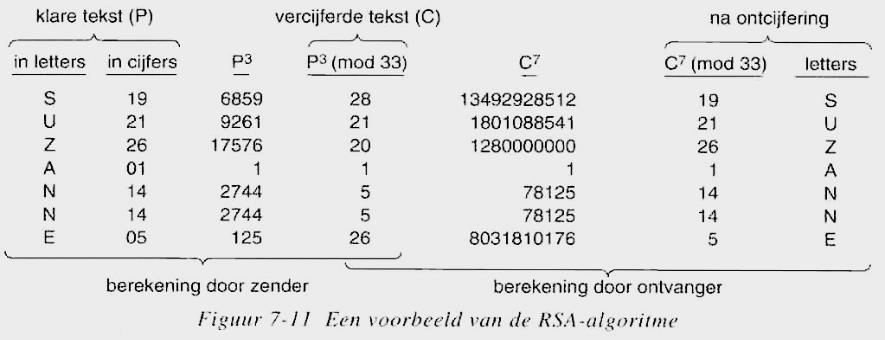 klare tekst (P) vercijferde tekst (C) na ontcijfering
in letters in cijfers P³ P³ (mod 33) C⁷ C⁷ (mod 33) letters
S 19 6859 28 13492928512 19 S
U 21 9261 21 1801088541 21 U
Z 26 17576 20 1280000000 26 Z
A 01 1 1 1 1 A
N 14 2744 5 78125 14 N
N 14 2744 5 78125 14 N
E 05 125 26 8031810176 5 E
berekening door zender berekening door ontvanger
Figuur 7-11 Een voorbeeld van de RSA-algoritme